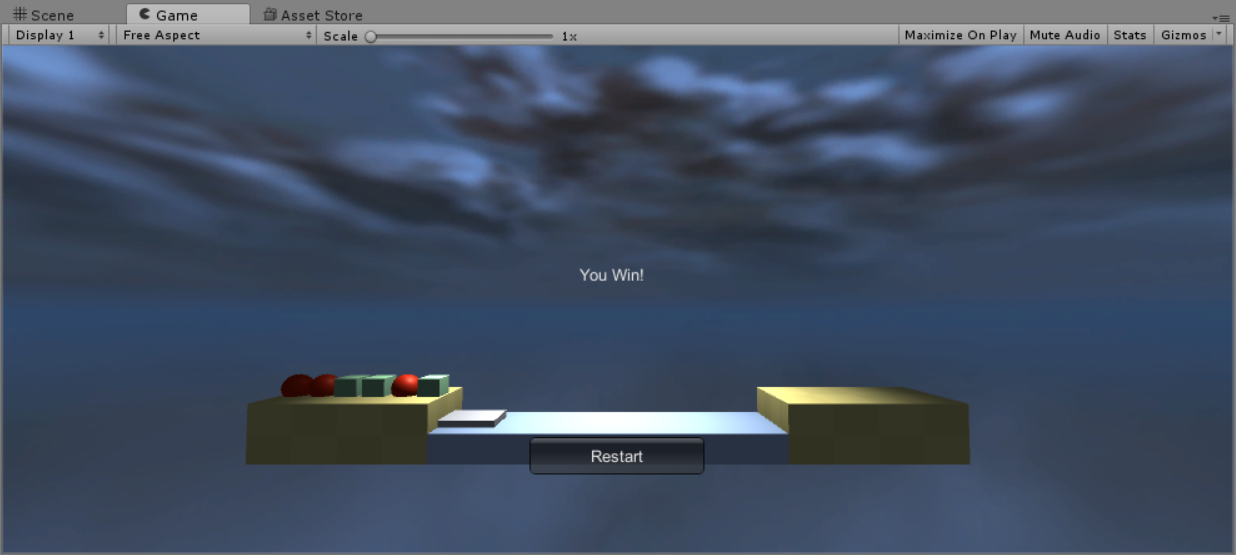 Scene Game Asset Store
Display 1 Free Aspect Scale 1x Maximize On Play Mute Audio Stats Gizmos
You Win!
Restart